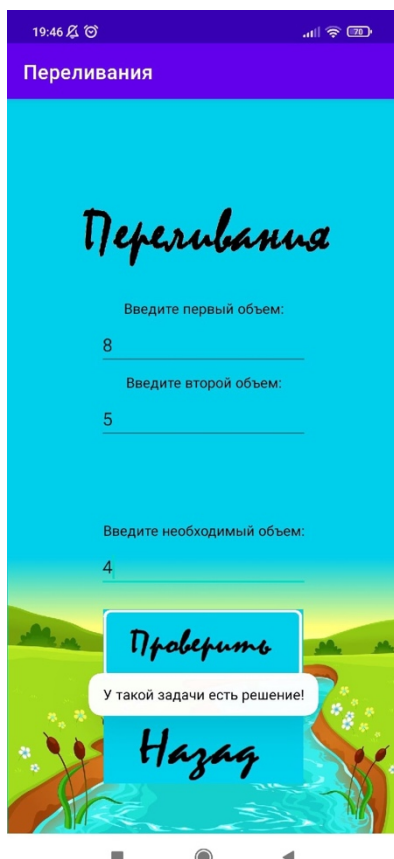 19:46
70
Переливания
Переливания
Введите первый объем:
8
Введите второй объем:
5
Введите необходимый объем:
4
Проверить
У такой задачи есть решение!
Назад